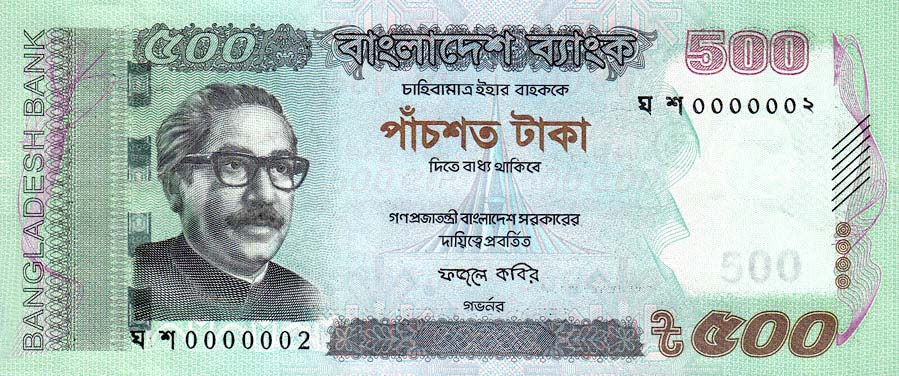 BANGLADESH BANK
৫০০
বাংলাদেশ ব্যাংক
500
চাহিবামাত্র ইহার বাহককে
ঘ শ 000000২
পাঁচশত টাকা
দিতে বাধ্য থাকিবে
গণপ্রজাতন্ত্রী বাংলাদেশ সরকারের
দায়িত্বে প্রবর্তিত
500
ফজলে কবির
গভর্নর
ঘ শ 0000002
৳৫০০